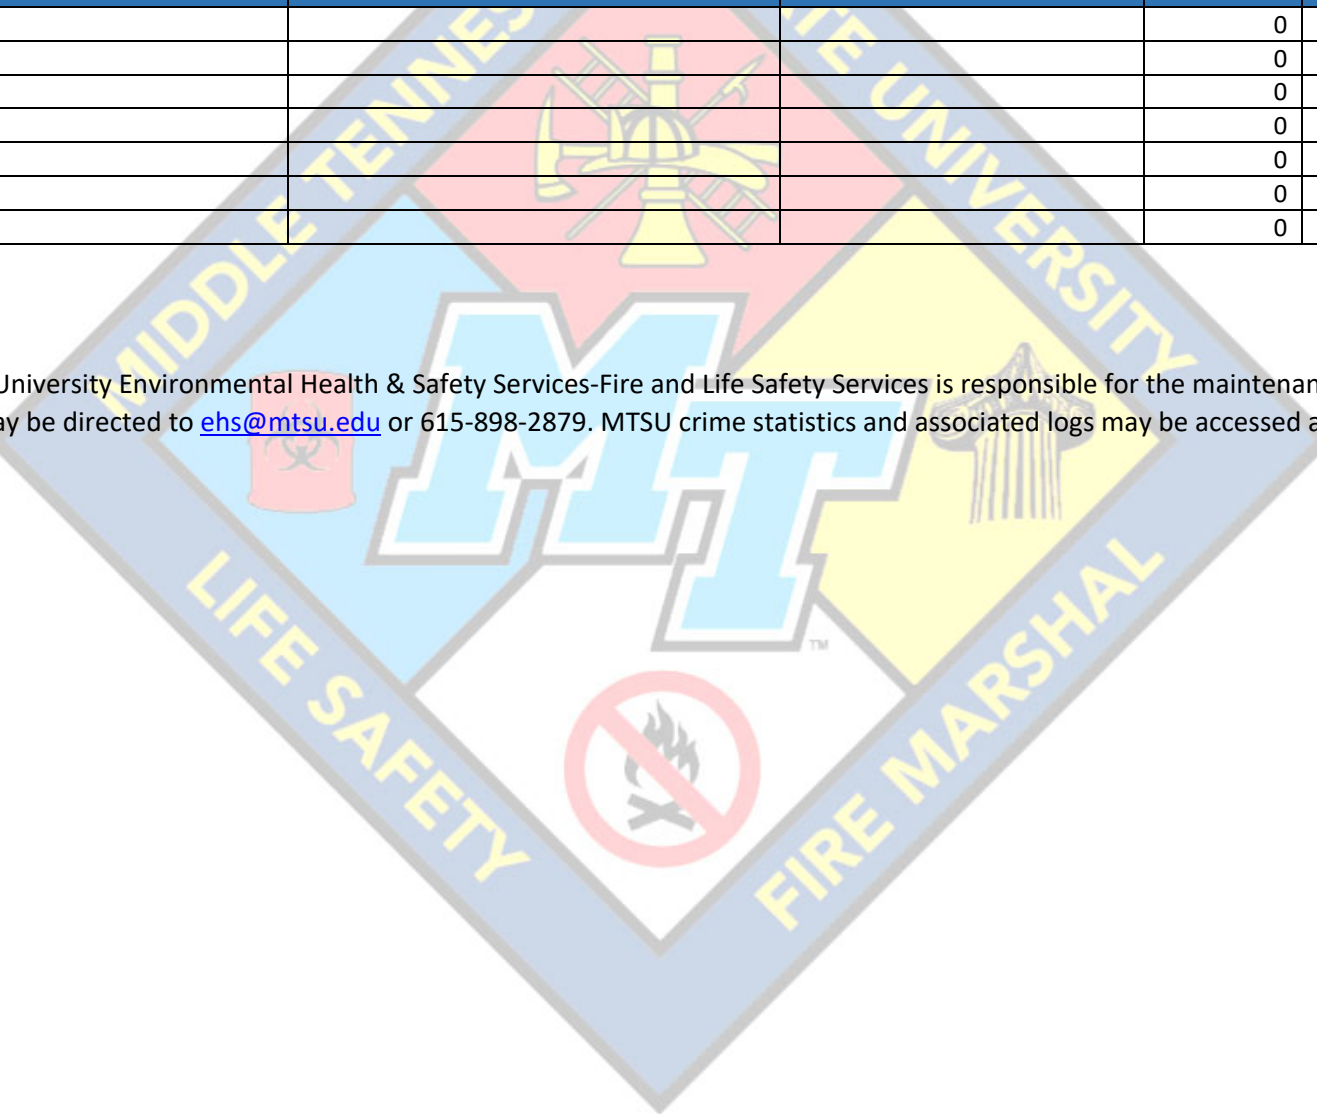 0
0
0
0
0
0
0
University Environmental Health & Safety Services-Fire and Life Safety Services is responsible for the
be directed to ehs@mtsu.edu or 615-898-2879. MTSU crime statistics and associated logs may be accessed
MIDDLE TENNES
TE UNIVERSITY
MT
TM
LIFE SAFETY
FIRE MARSHAL